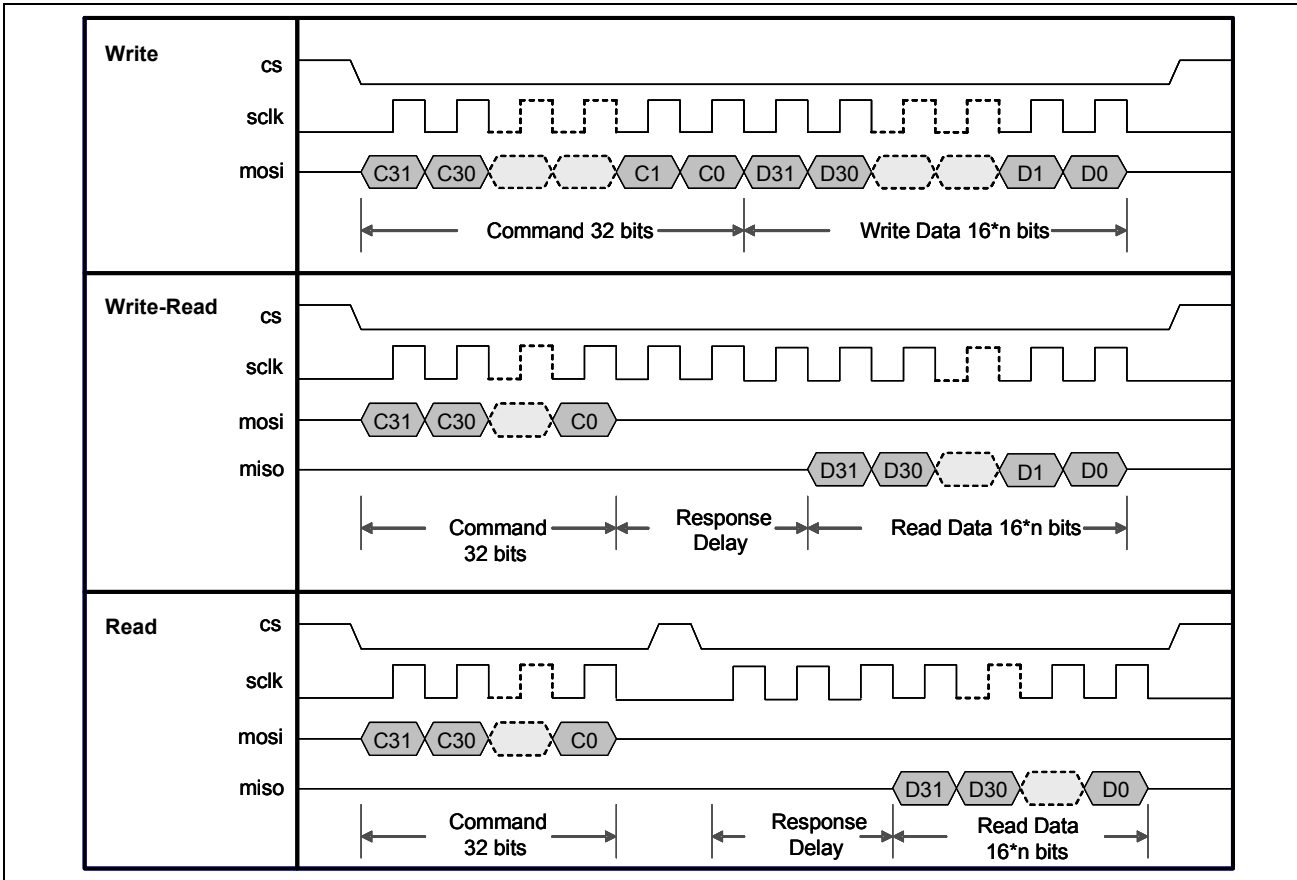 Write
cs
sclk
mosi
C31 C30 C1 C0 D31 D30 D1 D0
Command 32 bits Write Data 16*n bits
Write-Read
cs
sclk
mosi
C31 C30 C0
miso
D31 D30 D1 D0
Command
32 bits
Response
Delay
Read Data 16*n bits
Read
cs
sclk
mosi
C31 C30 C0
miso
D31 D30 D0
Command
32 bits
Response
Delay
Read Data
16*n bits